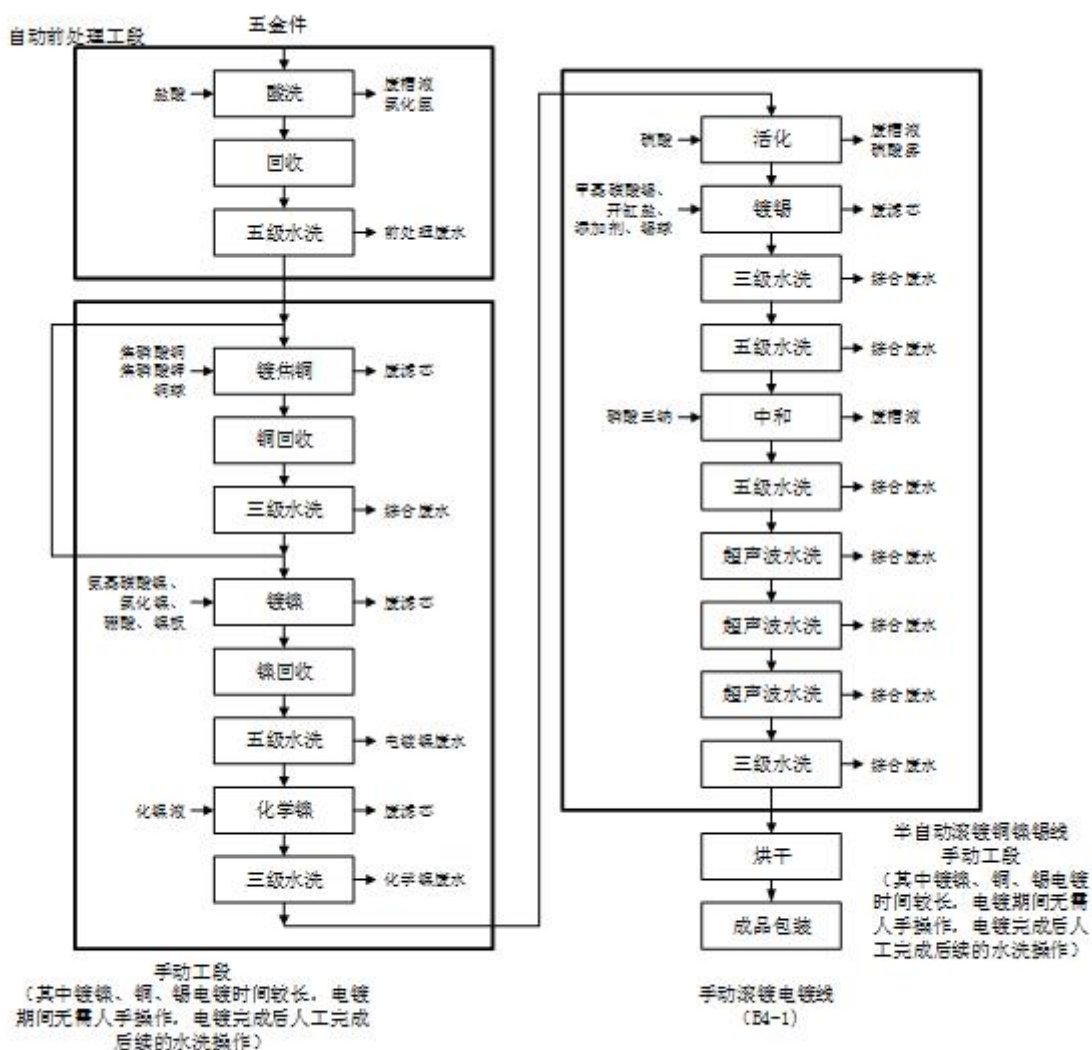 五金件
自动前处理工段
盐酸
酸洗
废槽液
氯化氢
回收
五级水洗
前处理废水
焦磷酸铜
焦磷酸钾
铜球
镀焦铜
废滤芯
铜回收
三级水洗
综合废水
氨基磺酸镍、
氯化镍、
硼酸、镍板
镀镍
废滤芯
镍回收
五级水洗
电镀镍废水
化镍液
化学镍
废滤芯
三级水洗
化学镍废水
手动工段
(其中镀镍、铜、锡电镀时间较长，电镀
期间无需人手操作，电镀完成后人工完成
后续的水洗操作)
硫酸
活化
废槽液
硫酸雾
甲基磺酸锡、
开缸盐、
添加剂、锡球
镀锡
废滤芯
三级水洗
综合废水
五级水洗
综合废水
磷酸三钠
中和
废槽液
五级水洗
综合废水
超声波水洗
综合废水
超声波水洗
综合废水
超声波水洗
综合废水
三级水洗
综合废水
烘干
成品包装
半自动滚镀铜镍锡线
手动工段
(其中镀镍、铜、锡电镀
时间较长，电镀期间无需
人手操作，电镀完成后人
工完成后续的水洗操作)
手动滚镀电镀线
(B4-1)